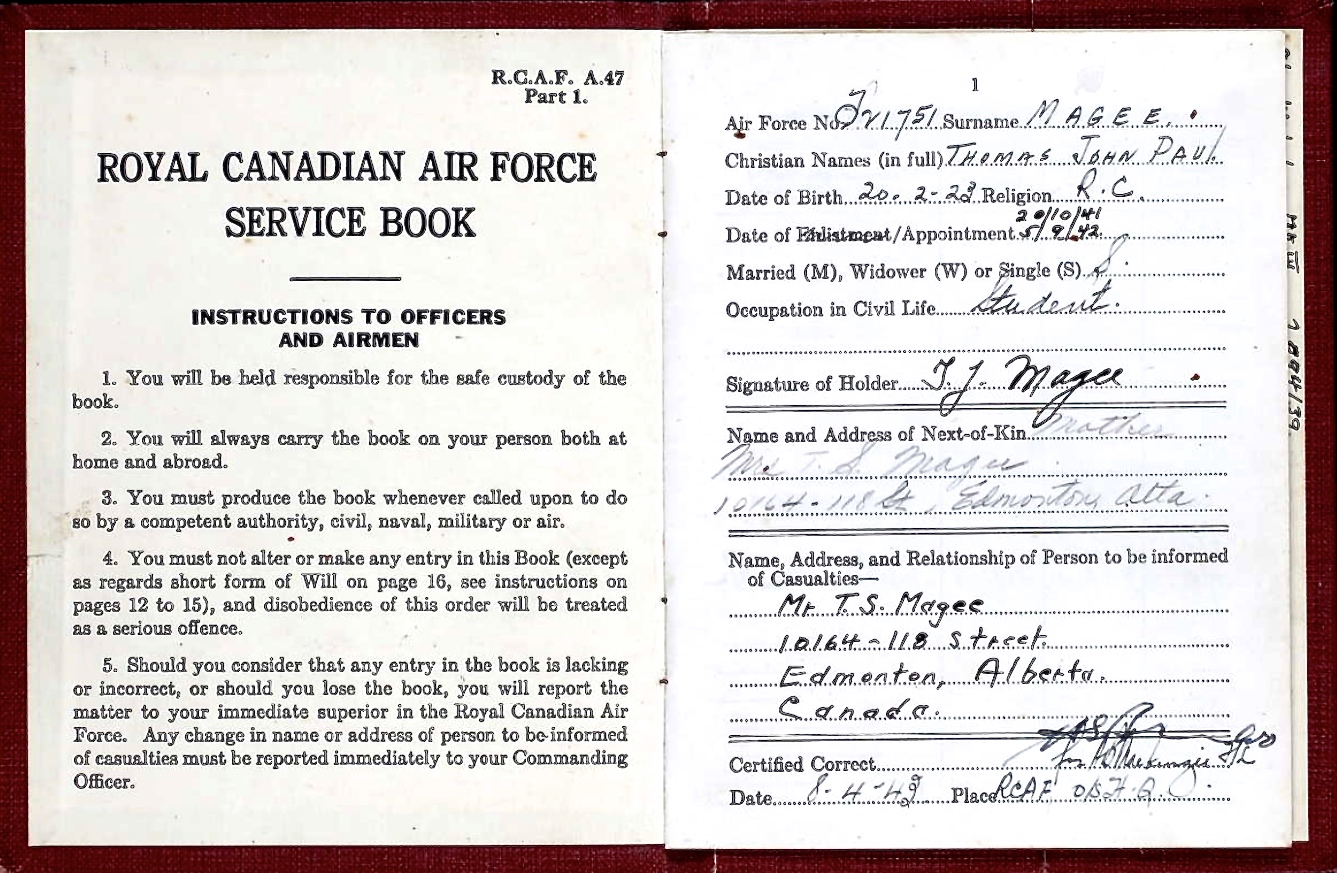 R.C.A.F. A.47
Part 1.
ROYAL CANADIAN AIR FORCE
SERVICE BOOK
INSTRUCTIONS TO OFFICERS
AND AIRMEN
1. You will be held responsible for the safe custody of the
book.
2. You will always carry the book on your person both at
home and abroad.
3. You must produce the book whenever called upon to do
so by a competent authority, civil, naval, military or air.
4. You must not alter or make any entry in this Book (except
as regards short form of Will on page 16, see instructions on
pages 12 to 15), and disobedience of this order will be treated
as a serious offence.
5. Should you consider that any entry in the book is lacking
or incorrect, or should you lose the book, you will report the
matter to your immediate superior in the Royal Canadian Air
Force. Any change in name or address of person to be informed
of casualties must be reported immediately to your Commanding
Officer.
1
Air Force No. J21751 Surname MAGEE.
Christian Names (in full) THOMAS JOHN PAUL
Date of Birth 20. 2-23 Religion R.C.
20/10/41
Date of Enlistment/Appointment 5/9/42
Married (M), Widower (W) or Single (S) S.
Occupation in Civil Life Student.
Signature of Holder T.J. Magee
Name and Address of Next-of-Kin Mother
Mrs T. S. Magee
10164-118 St, Edmonton, Alta.
Name, Address, and Relationship of Person to be informed
of Casualties—
Mr T.S. Magee
10164-118 Street.
Edmonton, Alberta.
Canada.
Certified Correct
Date 8-4-43 Place RCAF O.S.H.Q.